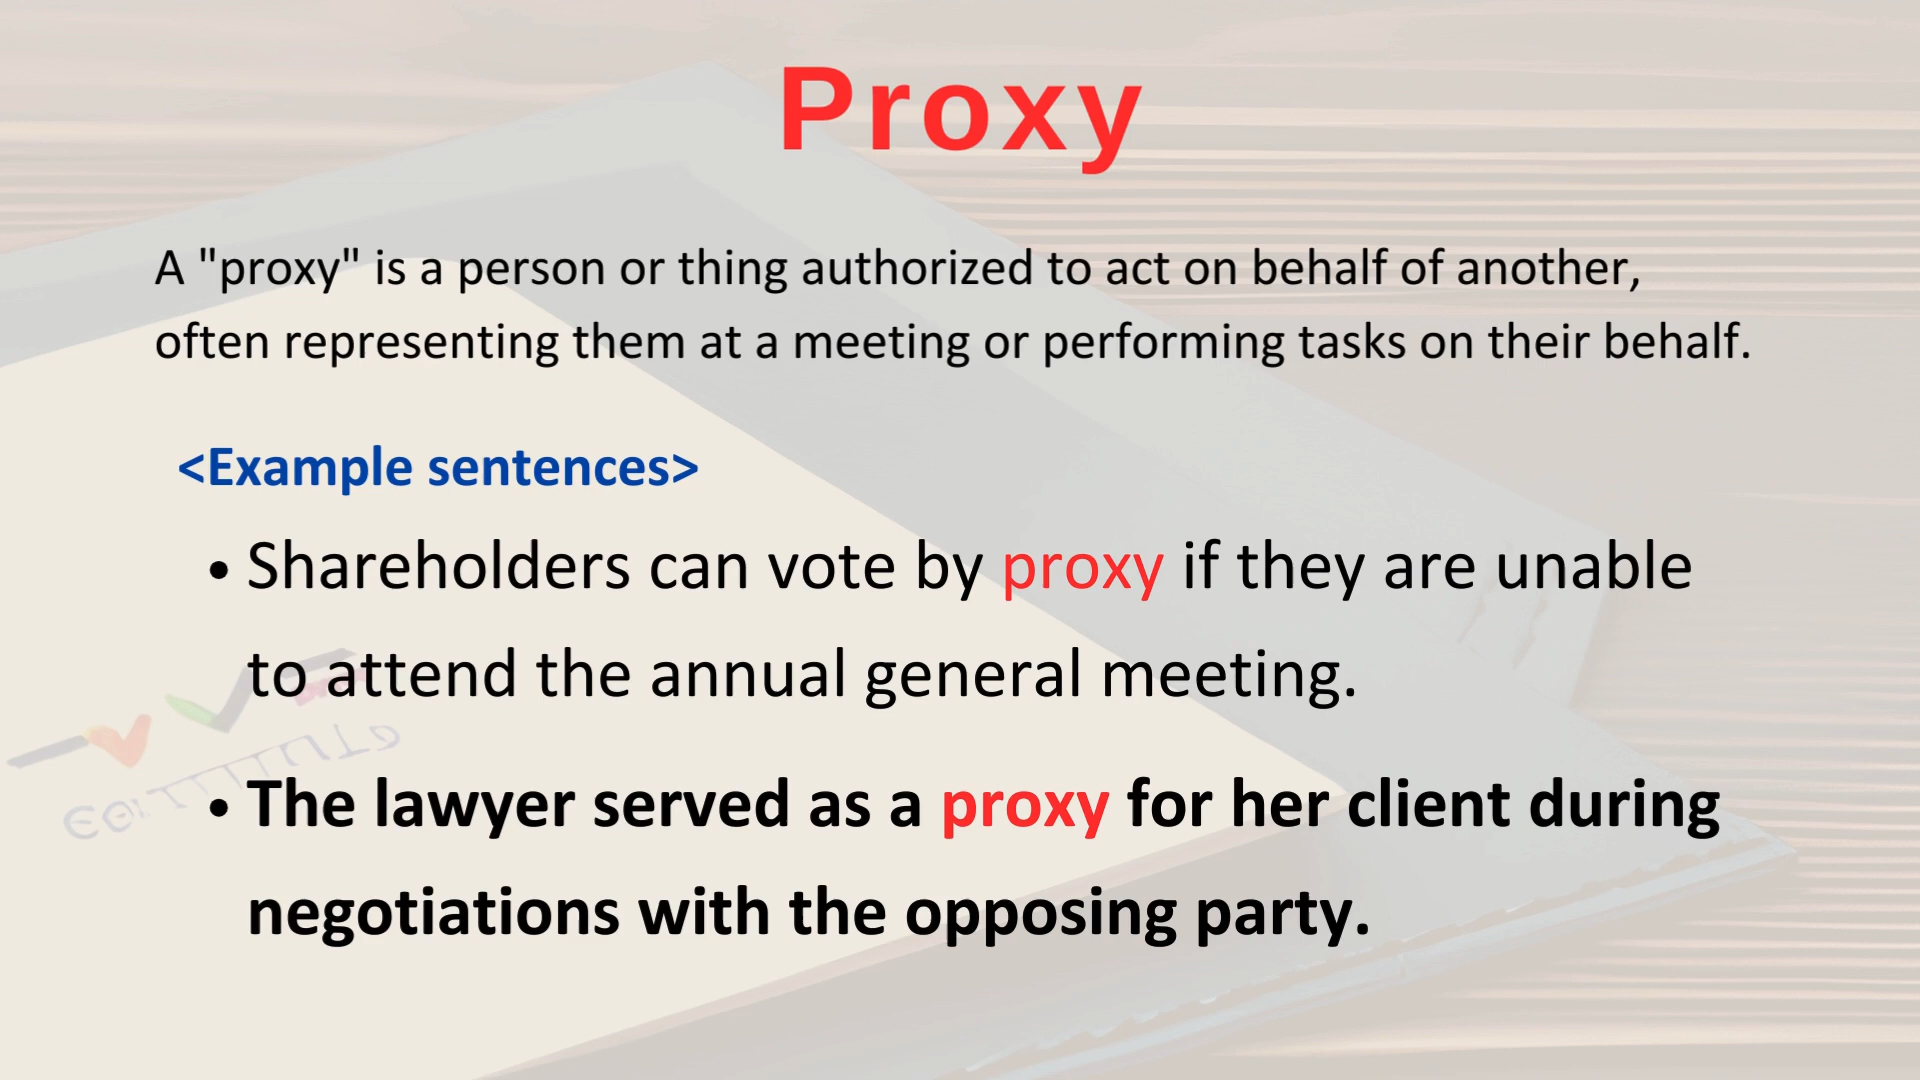 Proxy
A "proxy" is a person or thing authorized to act on behalf of another,
often representing them at a meeting or performing tasks on their behalf.
<Example sentences>
• Shareholders can vote by proxy if they are unable
to attend the annual general meeting.
• The lawyer served as a proxy for her client during
negotiations with the opposing party.